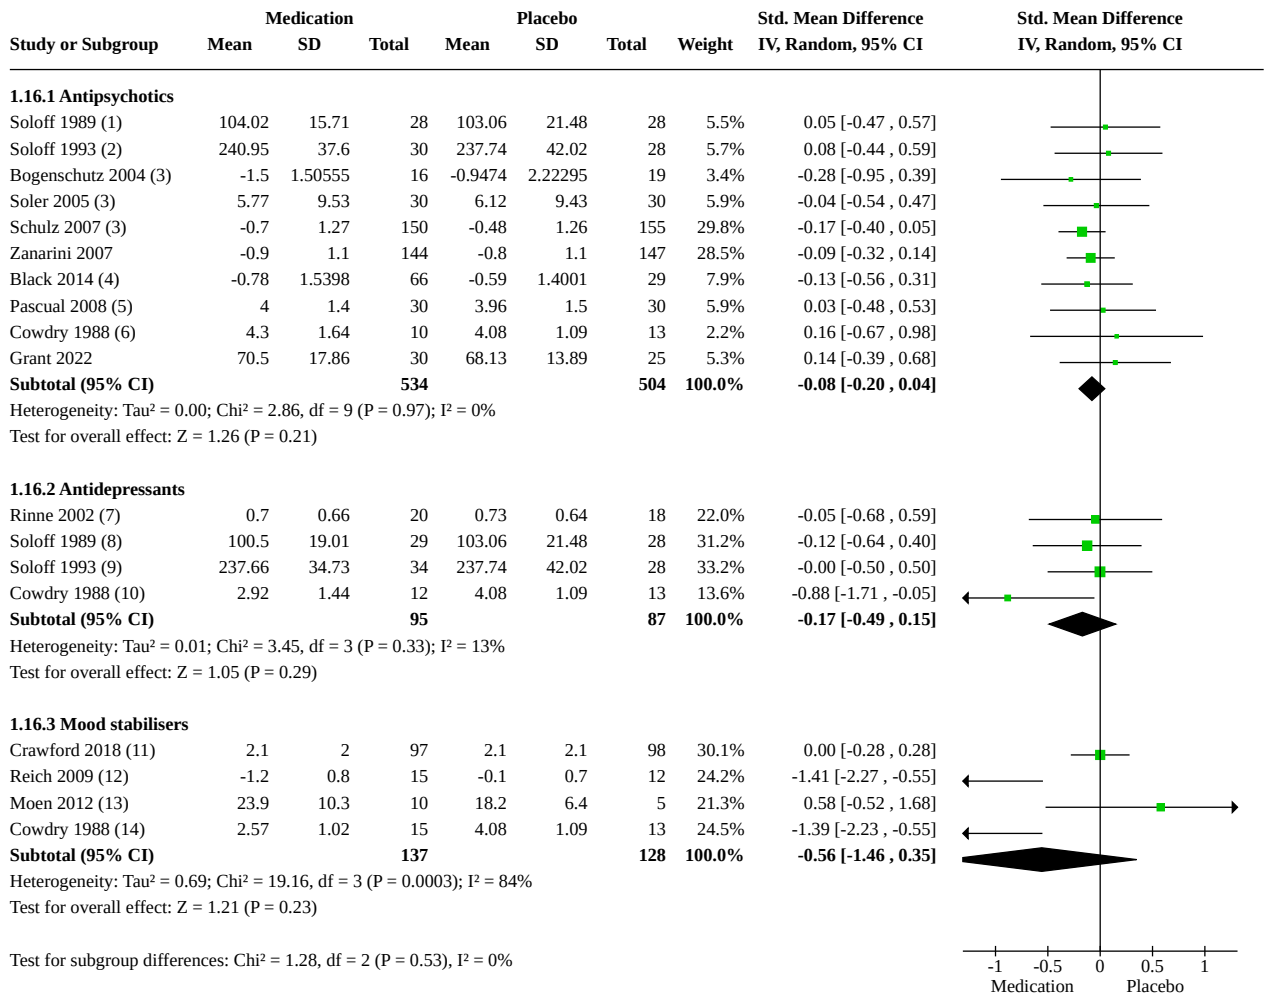 Medication Placebo Std. Mean Difference Std. Mean Difference
Study or Subgroup Mean SD Total Mean SD Total Weight IV, Random, 95% CI IV, Random, 95% CI
1.16.1 Antipsychotics
Soloff 1989 (1) 104.02 15.71 28 103.06 21.48 28 5.5% 0.05 [-0.47 , 0.57]
Soloff 1993 (2) 240.95 37.6 30 237.74 42.02 28 5.7% 0.08 [-0.44 , 0.59]
Bogenschutz 2004 (3) -1.5 1.50555 16 -0.9474 2.22295 19 3.4% -0.28 [-0.95 , 0.39]
Soler 2005 (3) 5.77 9.53 30 6.12 9.43 30 5.9% -0.04 [-0.54 , 0.47]
Schulz 2007 (3) -0.7 1.27 150 -0.48 1.26 155 29.8% -0.17 [-0.40 , 0.05]
Zanarini 2007 -0.9 1.1 144 -0.8 1.1 147 28.5% -0.09 [-0.32 , 0.14]
Black 2014 (4) -0.78 1.5398 66 -0.59 1.4001 29 7.9% -0.13 [-0.56 , 0.31]
Pascual 2008 (5) 4 1.4 30 3.96 1.5 30 5.9% 0.03 [-0.48 , 0.53]
Cowdry 1988 (6) 4.3 1.64 10 4.08 1.09 13 2.2% 0.16 [-0.67 , 0.98]
Grant 2022 70.5 17.86 30 68.13 13.89 25 5.3% 0.14 [-0.39 , 0.68]
Subtotal (95% CI) 534 504 100.0% -0.08 [-0.20 , 0.04]
Heterogeneity: Tau² = 0.00; Chi² = 2.86, df = 9 (P = 0.97); I² = 0%
Test for overall effect: Z = 1.26 (P = 0.21)
1.16.2 Antidepressants
Rinne 2002 (7) 0.7 0.66 20 0.73 0.64 18 22.0% -0.05 [-0.68 , 0.59]
Soloff 1989 (8) 100.5 19.01 29 103.06 21.48 28 31.2% -0.12 [-0.64 , 0.40]
Soloff 1993 (9) 237.66 34.73 34 237.74 42.02 28 33.2% -0.00 [-0.50 , 0.50]
Cowdry 1988 (10) 2.92 1.44 12 4.08 1.09 13 13.6% -0.88 [-1.71 , -0.05]
Subtotal (95% CI) 95 87 100.0% -0.17 [-0.49 , 0.15]
Heterogeneity: Tau² = 0.01; Chi² = 3.45, df = 3 (P = 0.33); I² = 13%
Test for overall effect: Z = 1.05 (P = 0.29)
1.16.3 Mood stabilisers
Crawford 2018 (11) 2.1 2 97 2.1 2.1 98 30.1% 0.00 [-0.28 , 0.28]
Reich 2009 (12) -1.2 0.8 15 -0.1 0.7 12 24.2% -1.41 [-2.27 , -0.55]
Moen 2012 (13) 23.9 10.3 10 18.2 6.4 5 21.3% 0.58 [-0.52 , 1.68]
Cowdry 1988 (14) 2.57 1.02 15 4.08 1.09 13 24.5% -1.39 [-2.23 , -0.55]
Subtotal (95% CI) 137 128 100.0% -0.56 [-1.46 , 0.35]
Heterogeneity: Tau² = 0.69; Chi² = 19.16, df = 3 (P = 0.0003); I² = 84%
Test for overall effect: Z = 1.21 (P = 0.23)
Test for subgroup differences: Chi² = 1.28, df = 2 (P = 0.53), I² = 0%
-1 -0.5 0 0.5 1
Medication Placebo